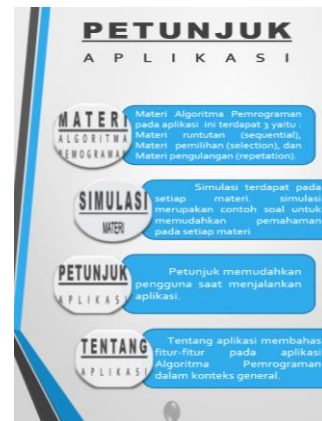 PETUNJUK
APLIKASI
MATERI
ALGORITMA
PEMOGRAMAN
Materi Algoritma Pemrograman
pada aplikasi ini terdapat 3 yaitu :
Materi runtutan (sequential),
Materi pemilihan (selection), dan
Materi pengulangan (repetation).
SIMULASI
MATERI
Simulasi terdapat pada
setiap materi. simulasi
merupakan contoh soal untuk
memudahkan pemahaman
pada setiap materi
PETUNJUK
APLIKASI
Petunjuk memudahkan
pengguna saat menjalankan
aplikasi.
TENTANG
APLIKASI
Tentang aplikasi membahas
fitur-fitur pada aplikasi
Algoritma Pemrograman
dalam konteks general.